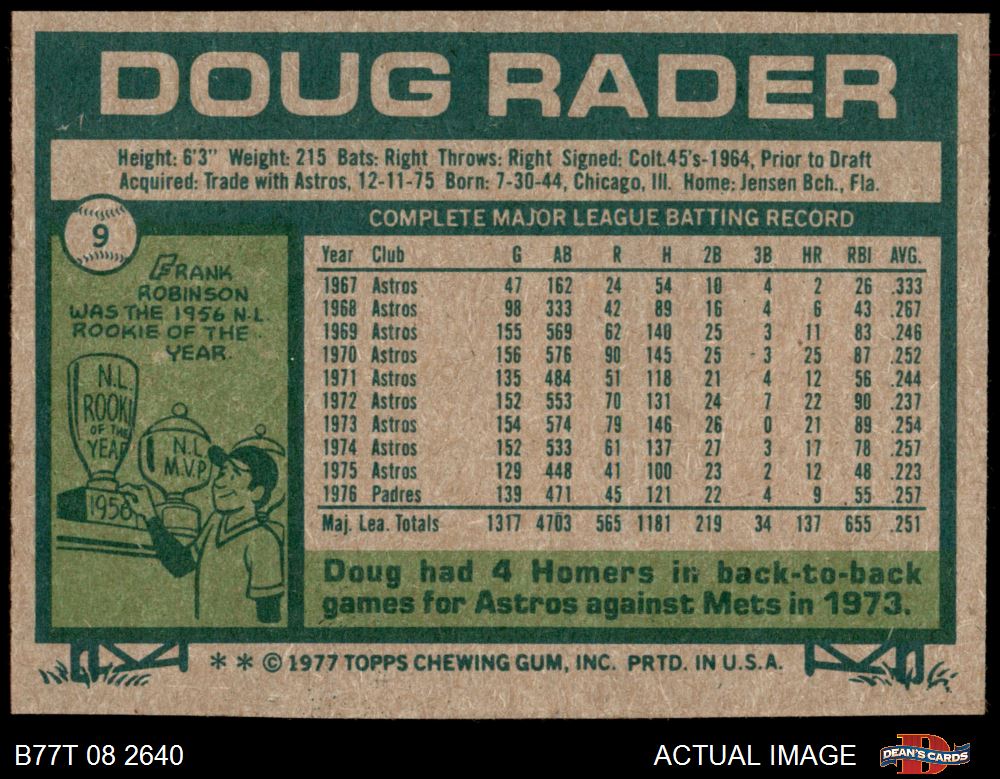 DOUG RADER
Height: 6'3" Weight: 215 Bats: Right Throws: Right Signed: Colt.45's-1964, Prior to Draft
Acquired: Trade with Astros, 12-11-75 Born: 7-30-44, Chicago, Ill. Home: Jensen Bch., Fla.
9
FRANK
ROBINSON
WAS THE 1956 N.L.
ROOKIE OF THE
YEAR.
N.L.
ROOKI
OF THE
YEAR
1956
N.L.
M.V.P
COMPLETE MAJOR LEAGUE BATTING RECORD
Year Club G AB R H 2B 3B HR RBI AVG.
1967 Astros 47 162 24 54 10 4 2 26 .333
1968 Astros 98 333 42 89 16 4 6 43 .267
1969 Astros 155 569 62 140 25 3 11 83 .246
1970 Astros 156 576 90 145 25 3 25 87 .252
1971 Astros 135 484 51 118 21 4 12 56 .244
1972 Astros 152 553 70 131 24 7 22 90 .237
1973 Astros 154 574 79 146 26 0 21 89 .254
1974 Astros 152 533 61 137 27 3 17 78 .257
1975 Astros 129 448 41 100 23 2 12 48 .223
1976 Padres 139 471 45 121 22 4 9 55 .257
Maj. Lea. Totals 1317 4703 565 1181 219 34 137 655 .251
Doug had 4 Homers in back-to-back
games for Astros against Mets in 1973.
** © 1977 TOPPS CHEWING GUM, INC. PRTD. IN U.S.A.
B77T 08 2640
ACTUAL IMAGE
D
DEAN'S CARDS